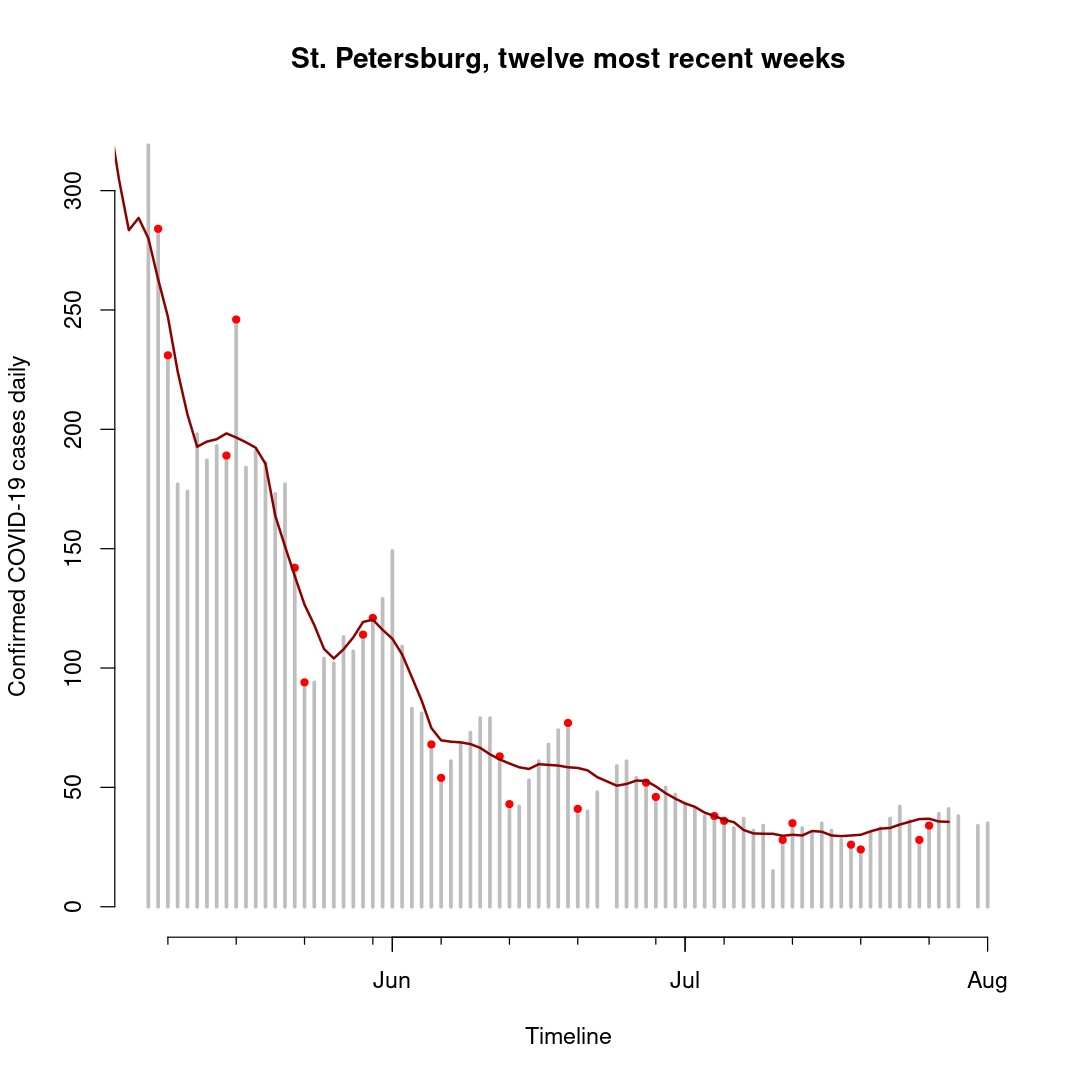 St. Petersburg, twelve most recent weeks
Confirmed COVID-19 cases daily
300
250
200
150
100
50
0
Jun Jul Aug
Timeline